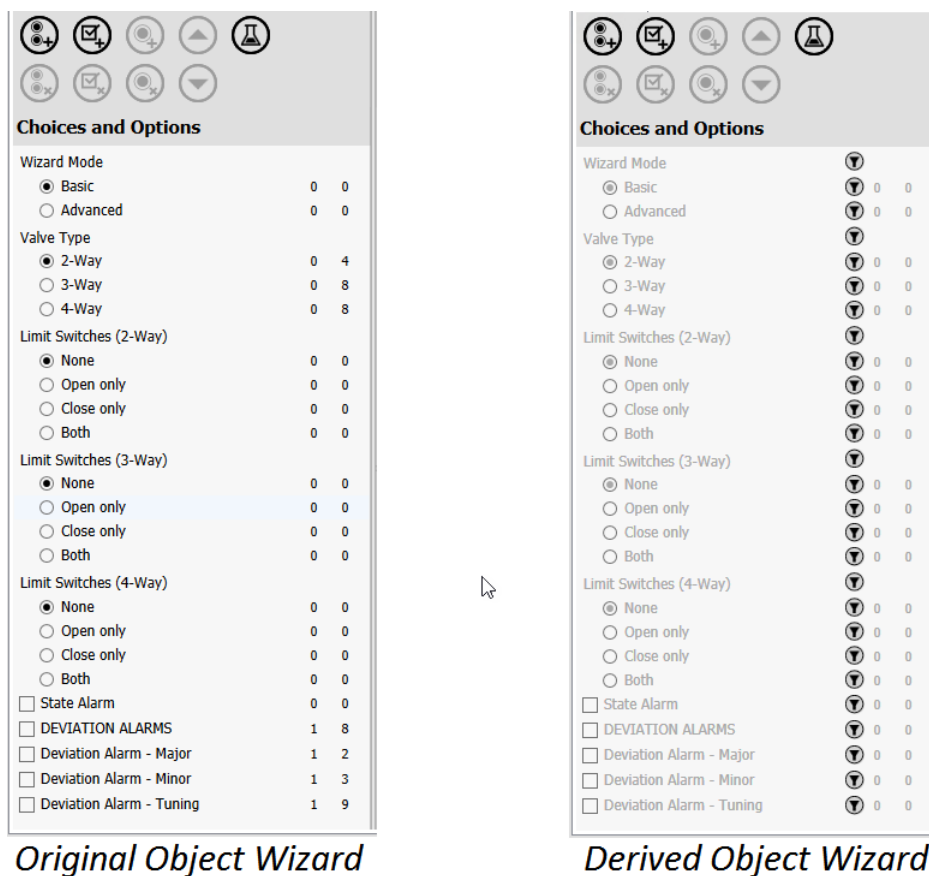 Choices and Options
Wizard Mode
Basic 0 0
Advanced 0 0
Valve Type
2-Way 0 4
3-Way 0 8
4-Way 0 8
Limit Switches (2-Way)
None 0 0
Open only 0 0
Close only 0 0
Both 0 0
Limit Switches (3-Way)
None 0 0
Open only 0 0
Close only 0 0
Both 0 0
Limit Switches (4-Way)
None 0 0
Open only 0 0
Close only 0 0
Both 0 0
State Alarm 0 0
DEVIATION ALARMS 1 8
Deviation Alarm - Major 1 2
Deviation Alarm - Minor 1 3
Deviation Alarm - Tuning 1 9
Original Object Wizard
Choices and Options
Wizard Mode
Basic 0 0
Advanced 0 0
Valve Type
2-Way 0 0
3-Way 0 0
4-Way 0 0
Limit Switches (2-Way)
None 0 0
Open only 0 0
Close only 0 0
Both 0 0
Limit Switches (3-Way)
None 0 0
Open only 0 0
Close only 0 0
Both 0 0
Limit Switches (4-Way)
None 0 0
Open only 0 0
Close only 0 0
Both 0 0
State Alarm 0 0
DEVIATION ALARMS 0 0
Deviation Alarm - Major 0 0
Deviation Alarm - Minor 0 0
Deviation Alarm - Tuning 0 0
Derived Object Wizard